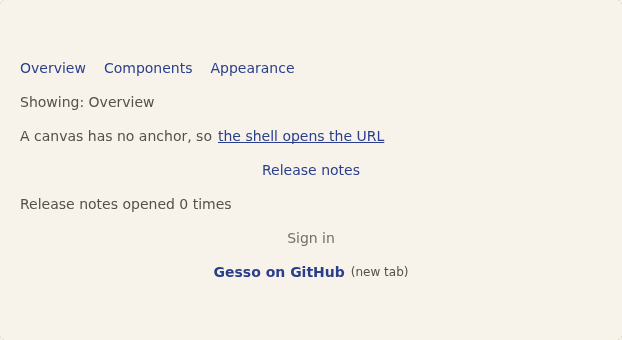 Overview Components Appearance
Showing: Overview
A canvas has no anchor, so the shell opens the URL
Release notes
Release notes opened 0 times
Sign in
Gesso on GitHub (new tab)